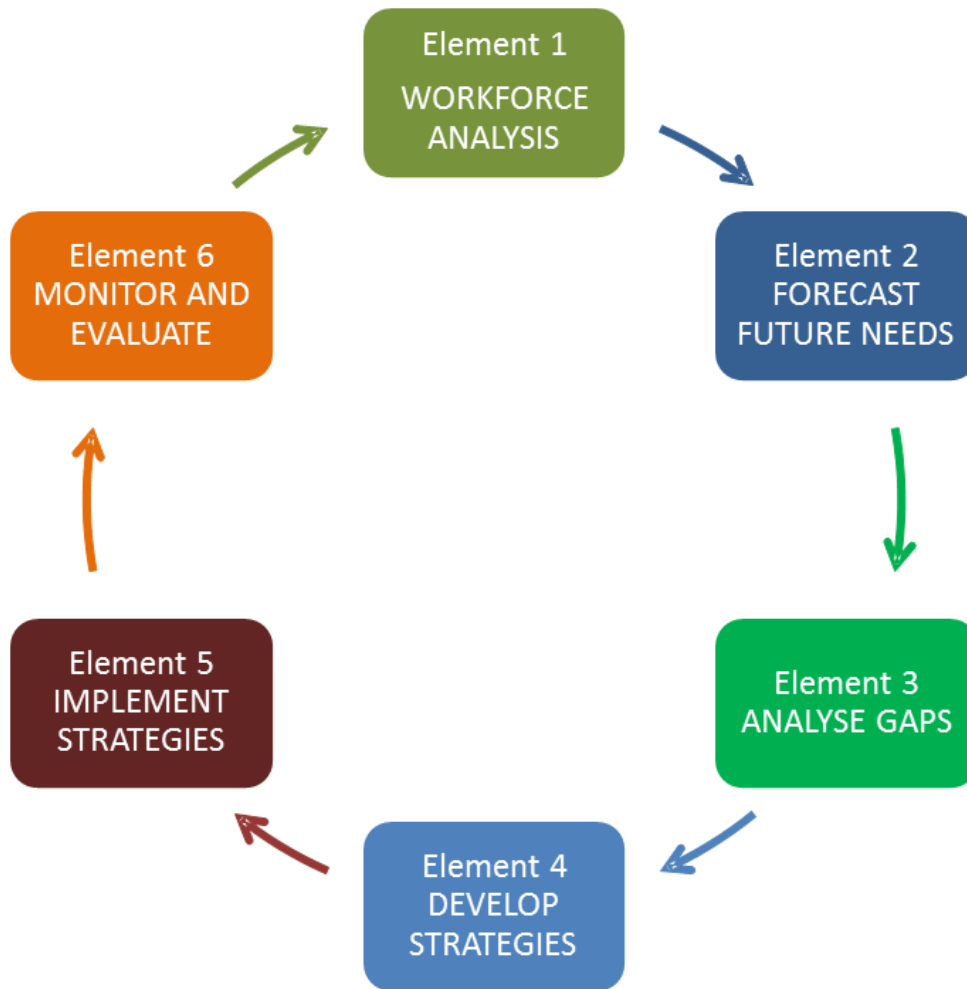 Element 1
WORKFORCE
ANALYSIS
Element 2
FORECAST
FUTURE NEEDS
Element 3
ANALYSE GAPS
Element 4
DEVELOP
STRATEGIES
Element 5
IMPLEMENT
STRATEGIES
Element 6
MONITOR AND
EVALUATE